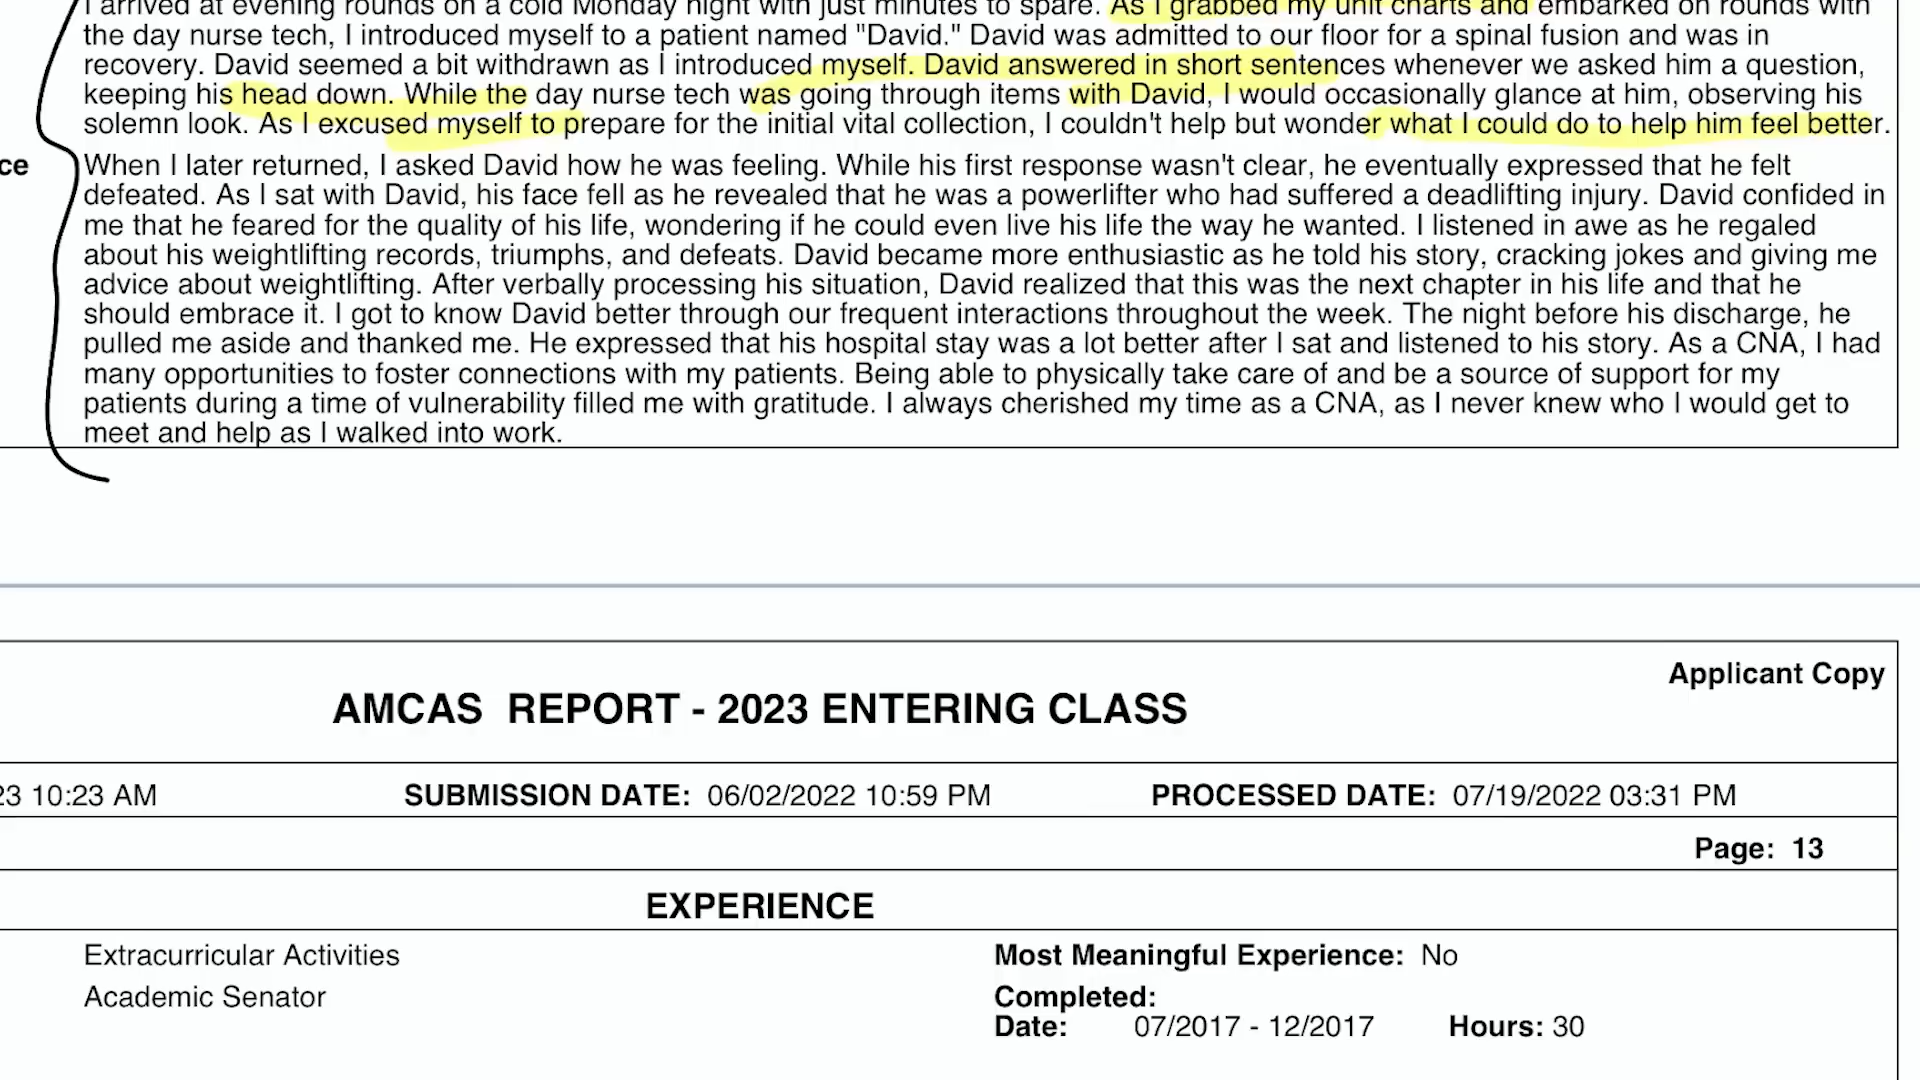 I arrived at evening rounds on a cold Monday night with just minutes to spare. As I grabbed my unit charts and embarked on rounds with
the day nurse tech, I introduced myself to a patient named "David." David was admitted to our floor for a spinal fusion and was in
recovery. David seemed a bit withdrawn as I introduced myself. David answered in short sentences whenever we asked him a question,
keeping his head down. While the day nurse tech was going through items with David, I would occasionally glance at him, observing his
solemn look. As I excused myself to prepare for the initial vital collection, I couldn't help but wonder what I could do to help him feel better.
ce
When I later returned, I asked David how he was feeling. While his first response wasn't clear, he eventually expressed that he felt
defeated. As I sat with David, his face fell as he revealed that he was a powerlifter who had suffered a deadlifting injury. David confided in
me that he feared for the quality of his life, wondering if he could even live his life the way he wanted. I listened in awe as he regaled
about his weightlifting records, triumphs, and defeats. David became more enthusiastic as he told his story, cracking jokes and giving me
advice about weightlifting. After verbally processing his situation, David realized that this was the next chapter in his life and that he
should embrace it. I got to know David better through our frequent interactions throughout the week. The night before his discharge, he
pulled me aside and thanked me. He expressed that his hospital stay was a lot better after I sat and listened to his story. As a CNA, I had
many opportunities to foster connections with my patients. Being able to physically take care of and be a source of support for my
patients during a time of vulnerability filled me with gratitude. I always cherished my time as a CNA, as I never knew who I would get to
meet and help as I walked into work.
Applicant Copy
AMCAS REPORT - 2023 ENTERING CLASS
23 10:23 AM SUBMISSION DATE: 06/02/2022 10:59 PM PROCESSED DATE: 07/19/2022 03:31 PM
Page: 13
EXPERIENCE
Extracurricular Activities Most Meaningful Experience: No
Academic Senator Completed:
Date: 07/2017 - 12/2017 Hours: 30